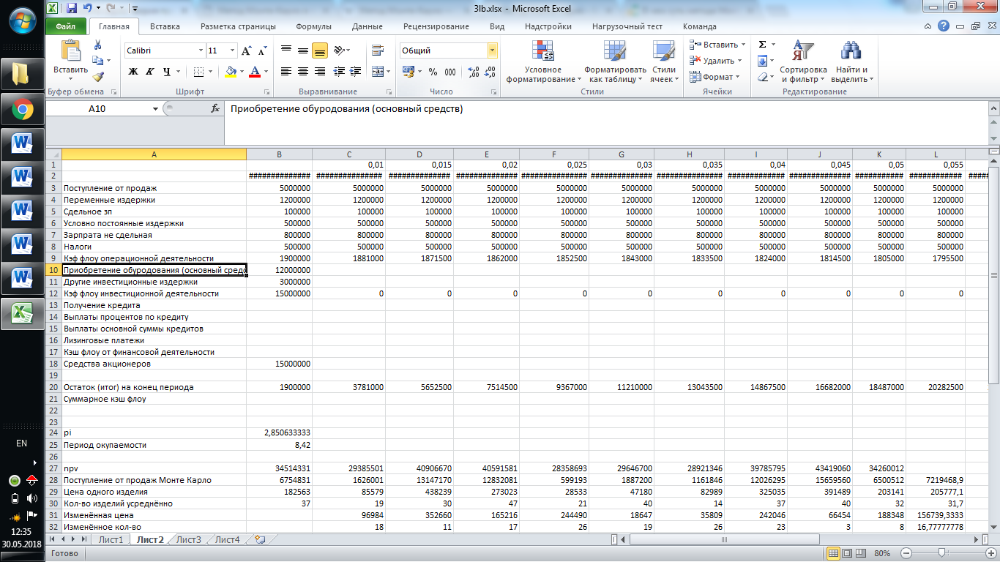 3lb.xlsx - Microsoft Excel
Файл Главная Вставка Разметка страницы Формулы Данные Рецензирование Вид Надстройки Нагрузочный тест Команда
Вставить
Буфер обмена
Calibri 11
Ж К Ч
Шрифт
Выравнивание
Общий
% 000
Число
Условное форматирование
Форматировать как таблицу
Стили ячеек
Стили
Вставить
Удалить
Формат
Ячейки
Сортировка и фильтр
Найти и выделить
Редактирование
A10 fx Приобретение обуродования (основный средств)
A B C D E F G H I J K L
1 0,01 0,015 0,02 0,025 0,03 0,035 0,04 0,045 0,05 0,055
2 ############## ############### ############## ############## ############### ############## ############### ############# ############## ########### ############ #####
3 Поступление от продаж 5000000 5000000 5000000 5000000 5000000 5000000 5000000 5000000 5000000 5000000 5000000
4 Переменные издержки 1200000 1200000 1200000 1200000 1200000 1200000 1200000 1200000 1200000 1200000 1200000
5 Сдельное зп 100000 100000 100000 100000 100000 100000 100000 100000 100000 100000 100000
6 Условно постоянные издержки 500000 500000 500000 500000 500000 500000 500000 500000 500000 500000 500000
7 Зарпрата не сдельная 800000 800000 800000 800000 800000 800000 800000 800000 800000 800000 800000
8 Налоги 500000 500000 500000 500000 500000 500000 500000 500000 500000 500000 500000
9 Кэф флоу операционной деятельности 1900000 1881000 1871500 1862000 1852500 1843000 1833500 1824000 1814500 1805000 1795500
10 Приобретение обуродования (основный средс 12000000
11 Другие инвестиционные издержки 3000000
12 Кэф флоу инвестиционной деятельности 15000000 0 0 0 0 0 0 0 0 0 0
13 Получение кредита
14 Выплаты процентов по кредиту
15 Выплаты основной суммы кредитов
16 Лизинговые платежи
17 Кэш флоу от финансовой деятельности
18 Средства акционеров 15000000
19
20 Остаток (итог) на конец периода 1900000 3781000 5652500 7514500 9367000 11210000 13043500 14867500 16682000 18487000 20282500
21 Суммарное кэш флоу
22
23
24 pi 2,850633333
25 Период окупаемости 8,42
26
27 npv 34514331 29385501 40906670 40591581 28358693 29646700 28921346 39785795 43419060 34260012
28 Поступление от продаж Монте Карло 6754831 1626001 13147170 12832081 599193 1887200 1161846 12026295 15659560 6500512 7219468,9
29 Цена одного изделия 182563 85579 438239 273023 28533 47180 82989 325035 391489 203141 205777,1
30 Кол-во изделий усреднённо 37 19 30 47 21 40 14 37 40 32 31,7
31 Изменённая цена 96984 352660 165216 244490 18647 35809 242046 66454 188348 156739,3333
32 Изменённое кол-во 18 11 17 26 19 26 23 3 8 16,77777778
Лист1 Лист2 Лист3 Лист4
Готово 80%
EN
12:35
30.05.2018